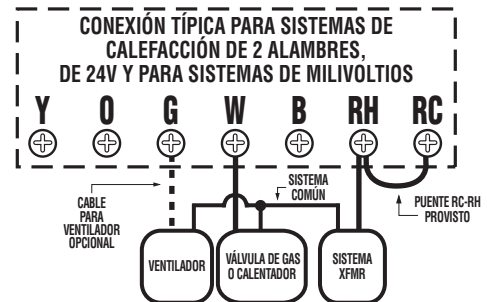 CONEXIÓN TÍPICA PARA SISTEMAS DE
CALEFACCIÓN DE 2 ALAMBRES,
DE 24V Y PARA SISTEMAS DE MILIVOLTIOS
Y O G W B RH RC
CABLE
PARA
VENTILADOR
OPCIONAL
SISTEMA
COMÚN
PUENTE RC-RH
PROVISTO
VENTILADOR
VÁLVULA DE GAS
O CALENTADOR
SISTEMA
XFMR